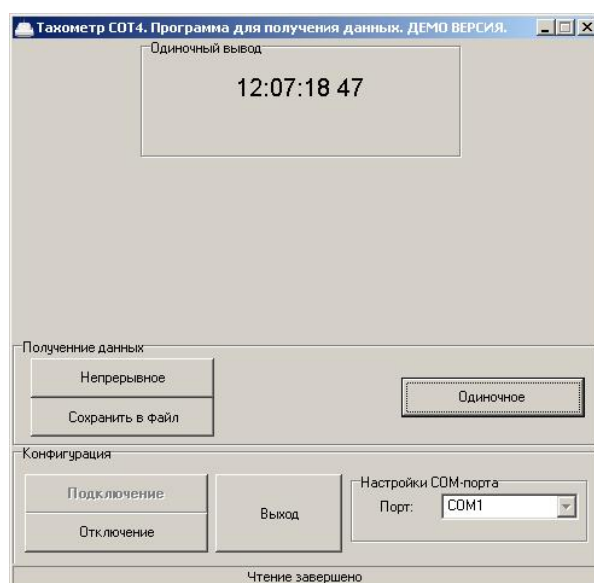 Тахометр СОТ4. Программа для получения данных. ДЕМО ВЕРСИЯ.
Одиночный вывод
12:07:18 47
Полученние данных
Непрерывное
Одиночное
Сохранить в файл
Конфигурация
Подключение
Выход
Настройки COM-порта
Порт: COM1
Отключение
Чтение завершено